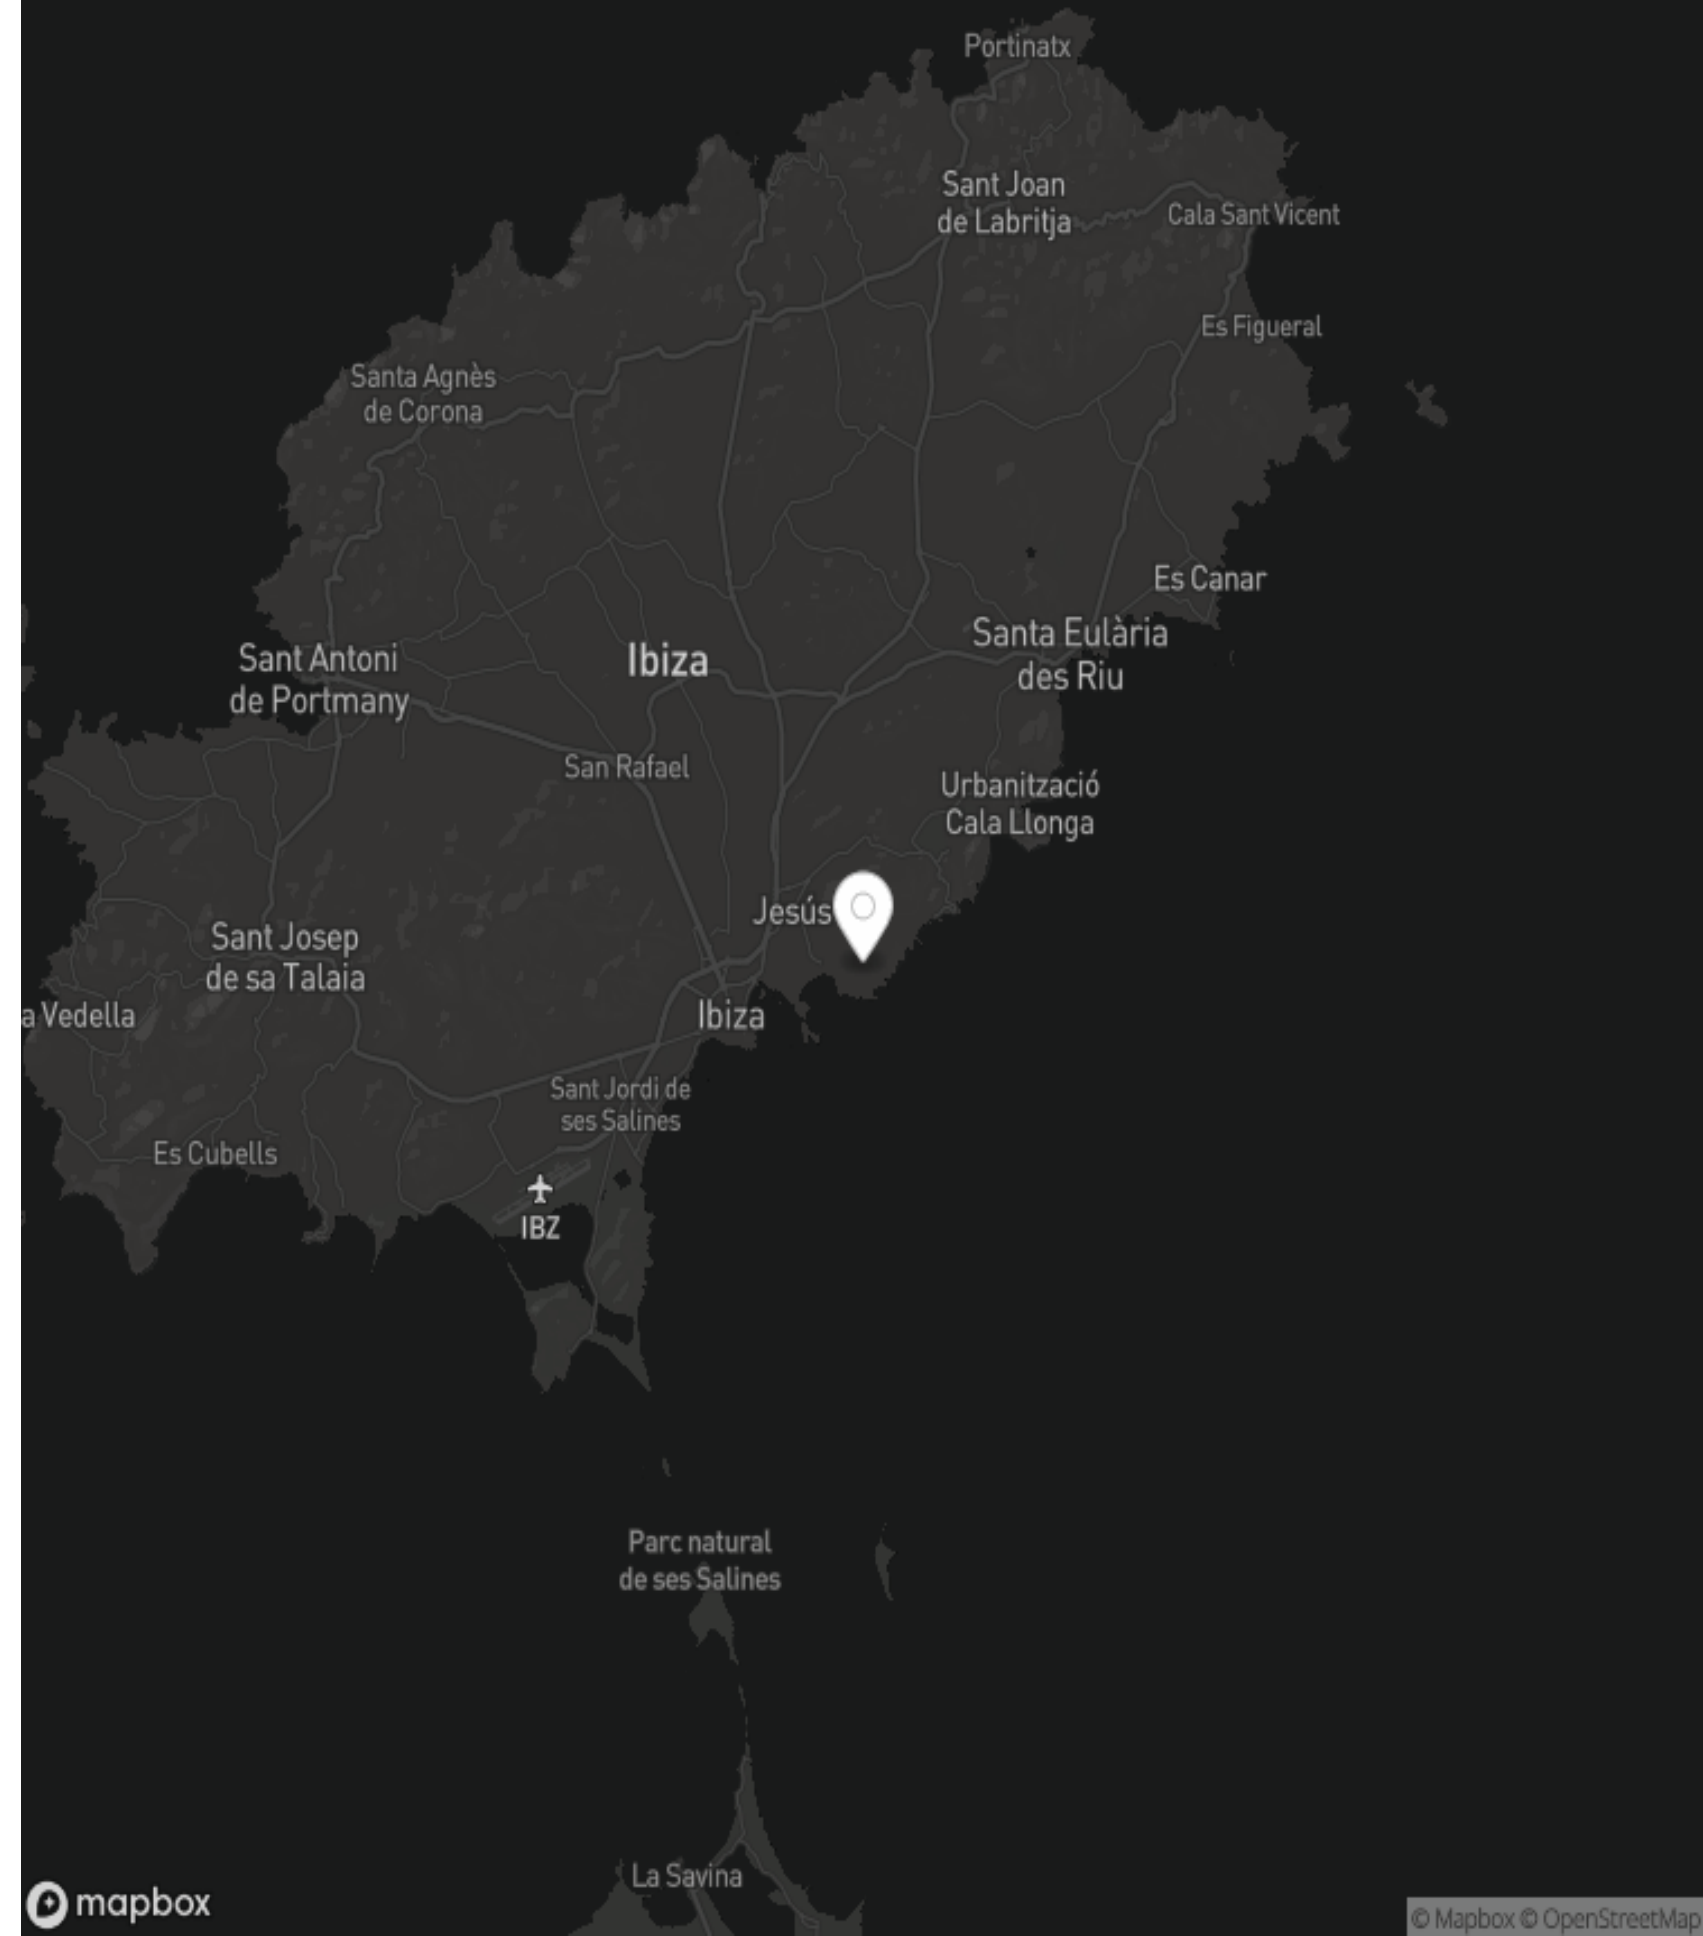 Portinatx
Sant Joan
de Labritja
Cala Sant Vicent
Es Figueral
Santa Agnès
de Corona
Es Canar
Santa Eulària
des Riu
Sant Antoni
de Portmany
Ibiza
San Rafael
Urbanització
Cala Llonga
Jesús
Sant Josep
de sa Talaia
a Vedella
Ibiza
Sant Jordi de
ses Salines
Es Cubells
IBZ
Parc natural
de ses Salines
La Savina
mapbox
© Mapbox © OpenStreetMap